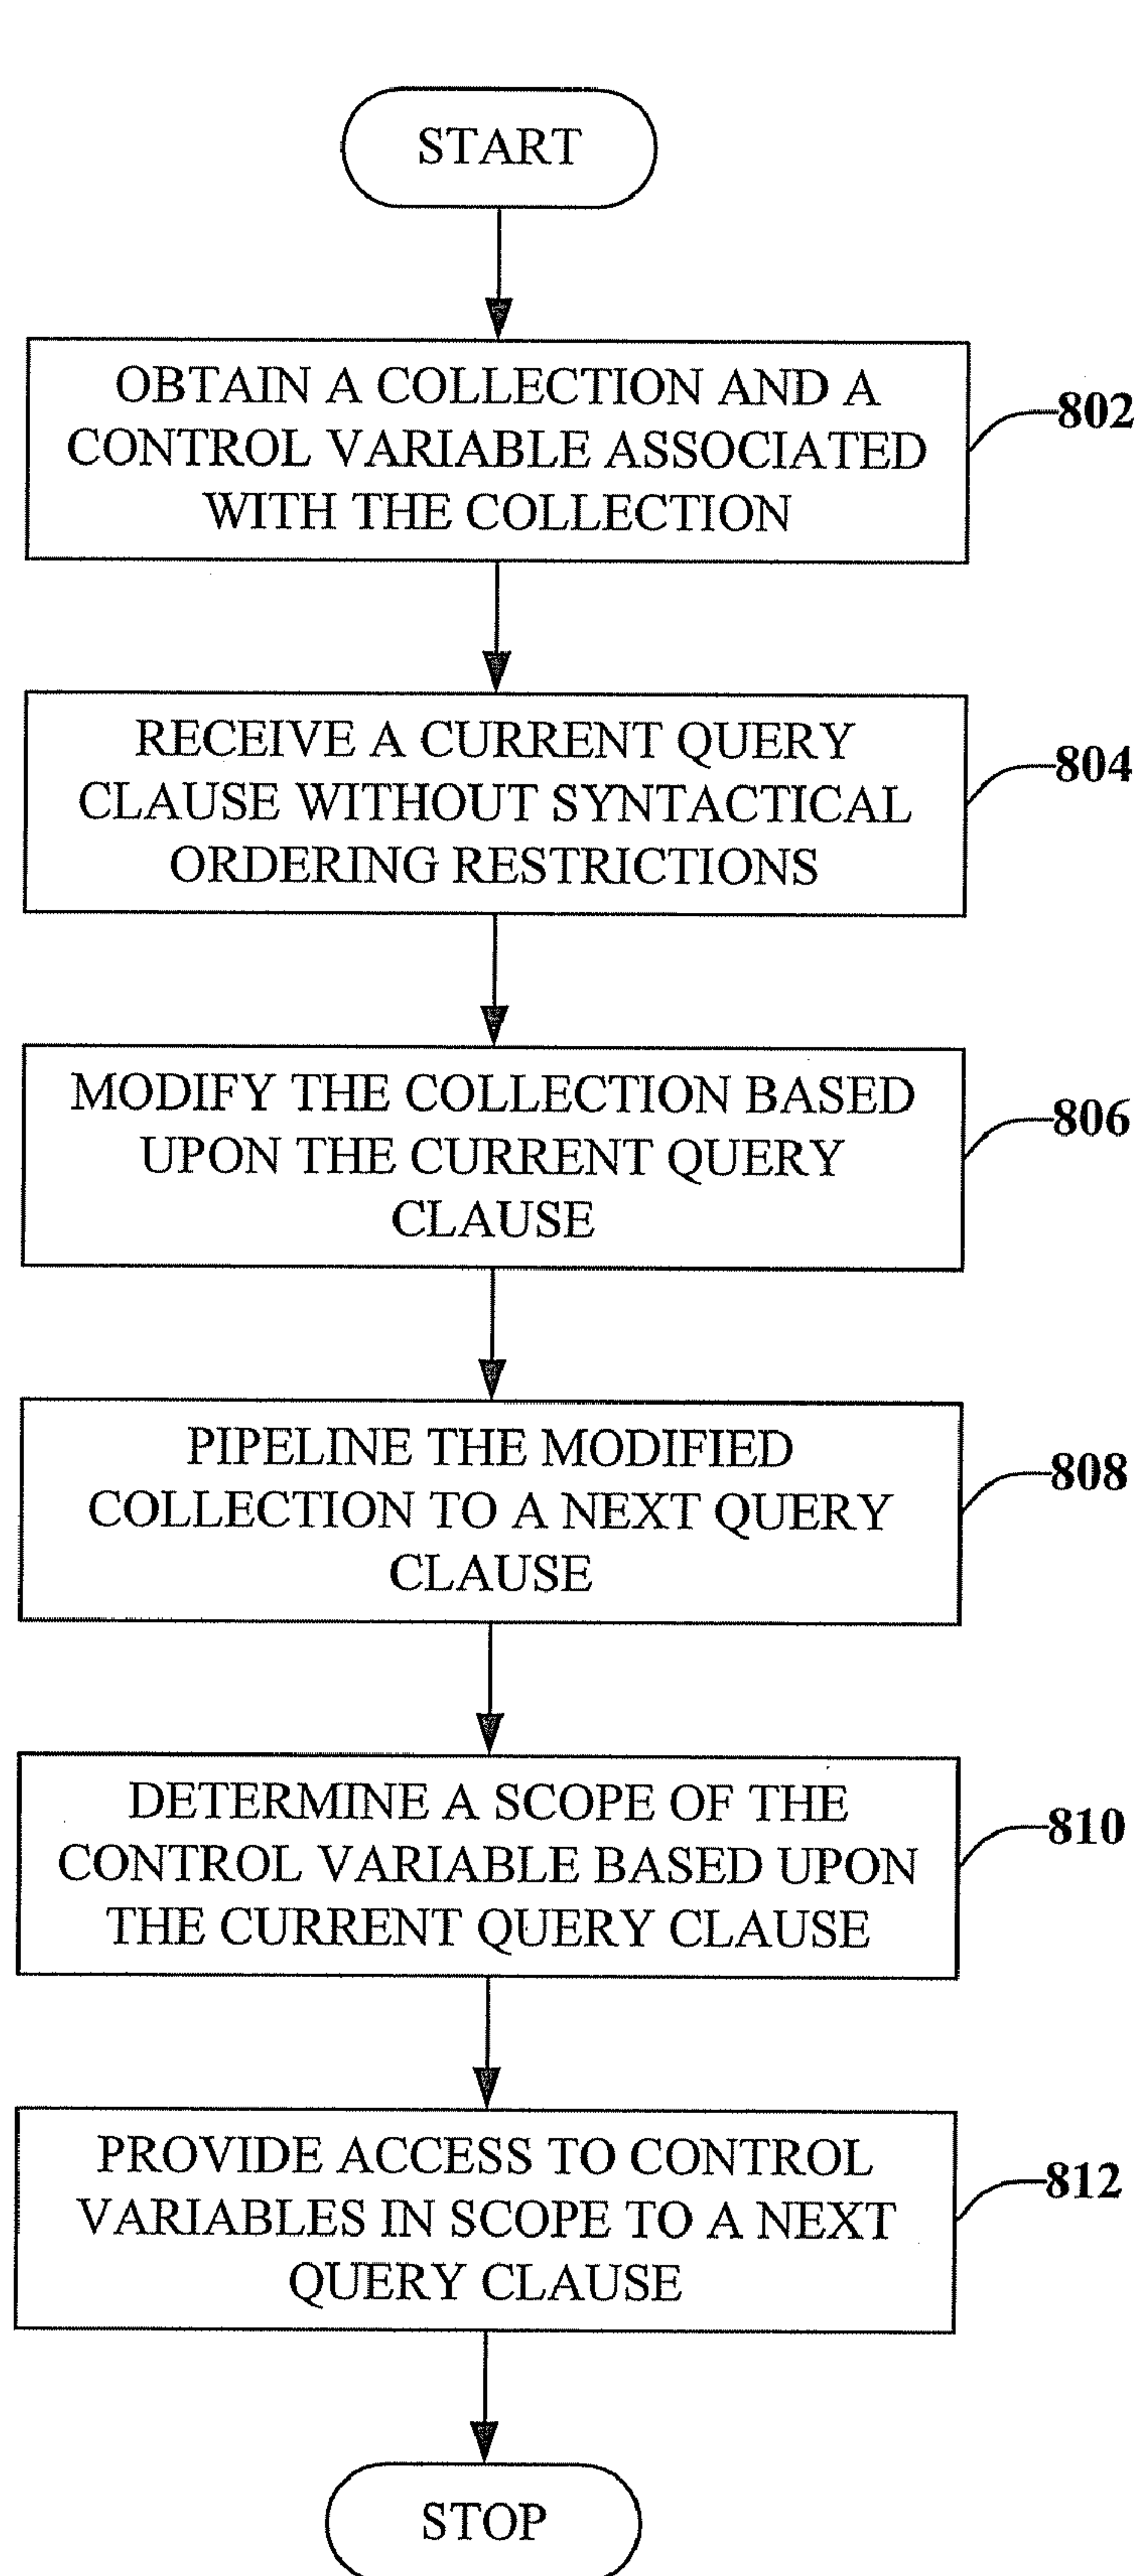 START
OBTAIN A COLLECTION AND A
CONTROL VARIABLE ASSOCIATED
WITH THE COLLECTION
802
RECEIVE A CURRENT QUERY
CLAUSE WITHOUT SYNTACTICAL
ORDERING RESTRICTIONS
804
MODIFY THE COLLECTION BASED
UPON THE CURRENT QUERY
CLAUSE
806
PIPELINE THE MODIFIED
COLLECTION TO A NEXT QUERY
CLAUSE
808
DETERMINE A SCOPE OF THE
CONTROL VARIABLE BASED UPON
THE CURRENT QUERY CLAUSE
810
PROVIDE ACCESS TO CONTROL
VARIABLES IN SCOPE TO A NEXT
QUERY CLAUSE
812
STOP